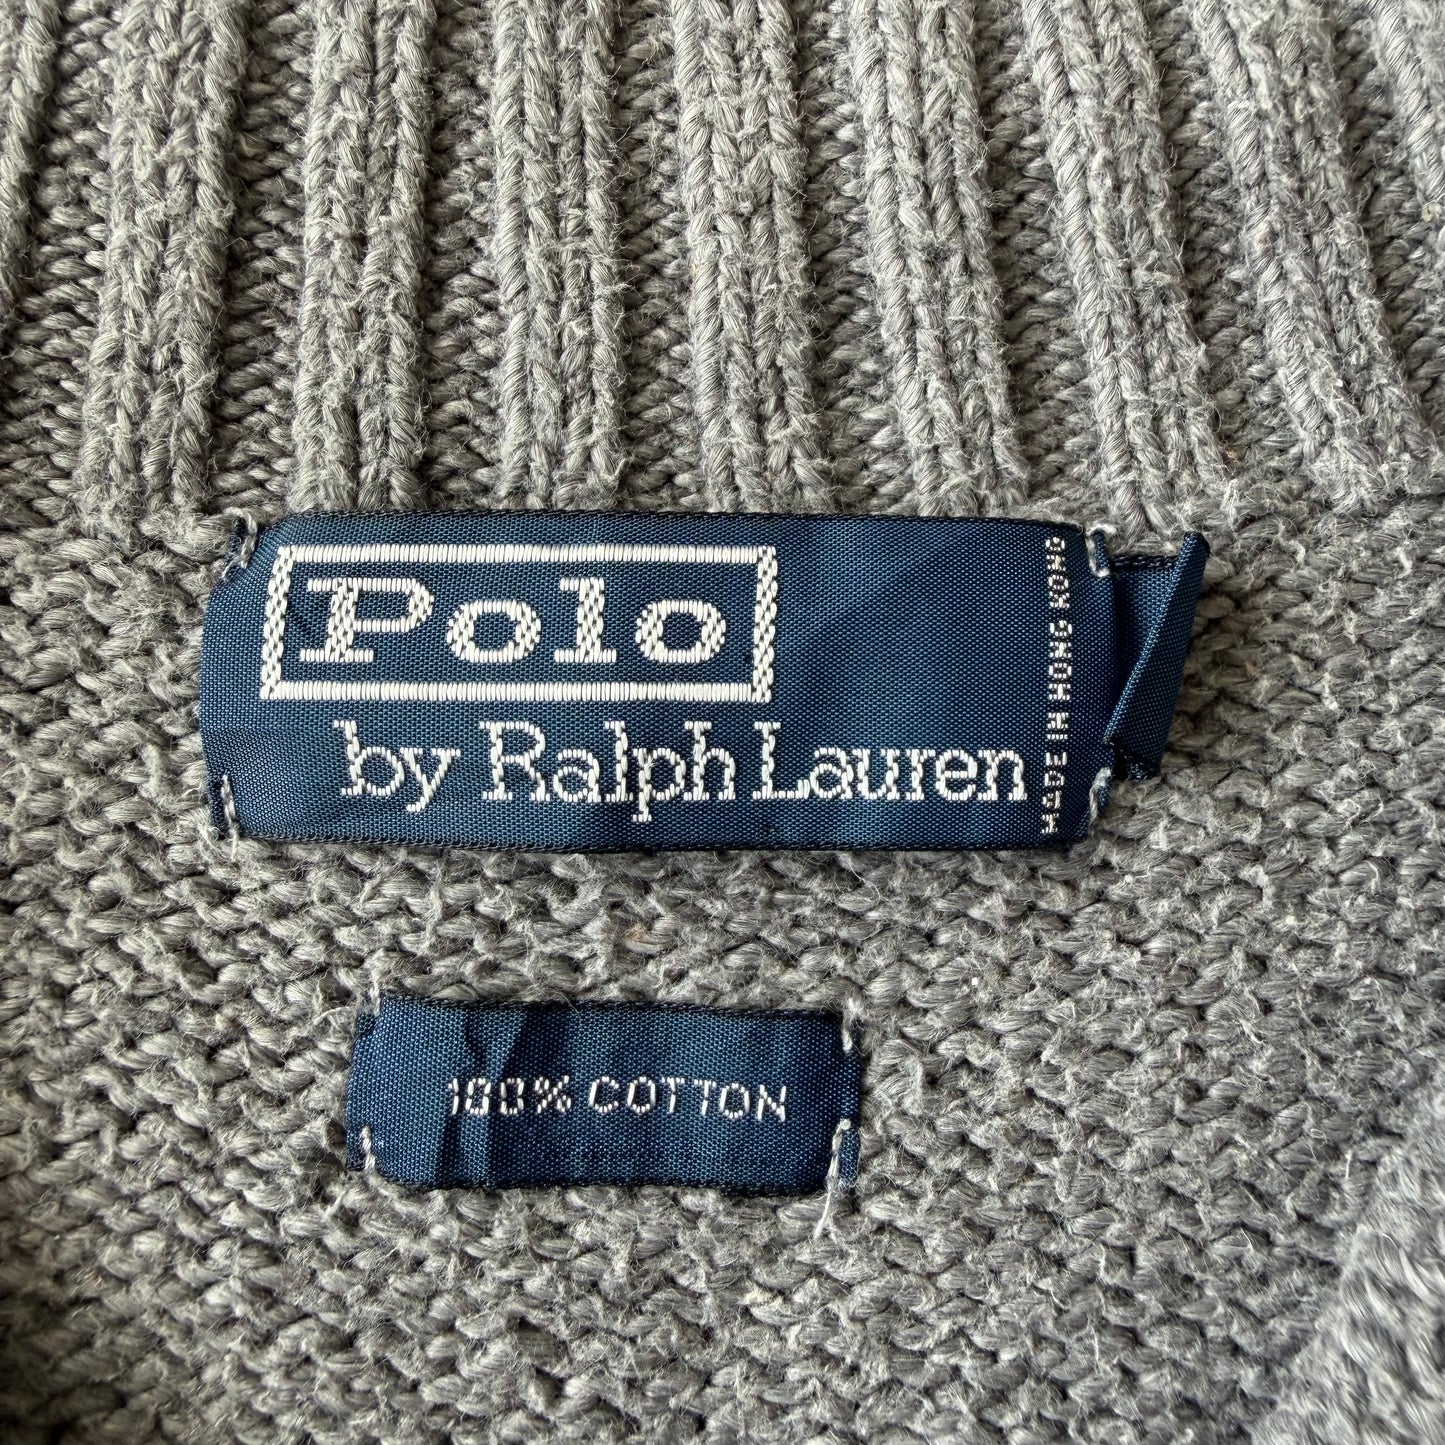 Polo
by Ralph Lauren
MADE IN HONG KONG
100% COTTON